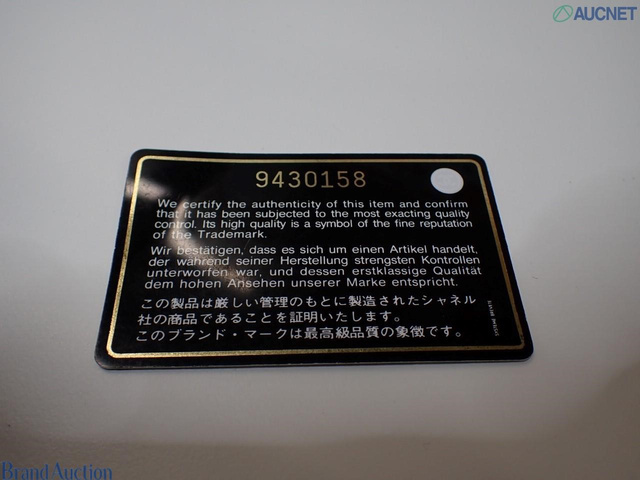 AUCNET
9430158
We certify the authenticity of this item and confirm
that it has been subjected to the most exacting quality
control. Its high quality is a symbol of the fine reputation
of the Trademark.
Wir bestätigen, dass es sich um einen Artikel handelt,
der während seiner Herstellung strengsten Kontrollen
unterworfen war, und dessen erstklassige Qualität
dem hohen Ansehen unserer Marke entspricht.
この製品は厳しい管理のもとに製造されたシャネル
社の商品であることを証明いたします。
このブランド・マークは最高級品質の象徴です。
Brand Auction